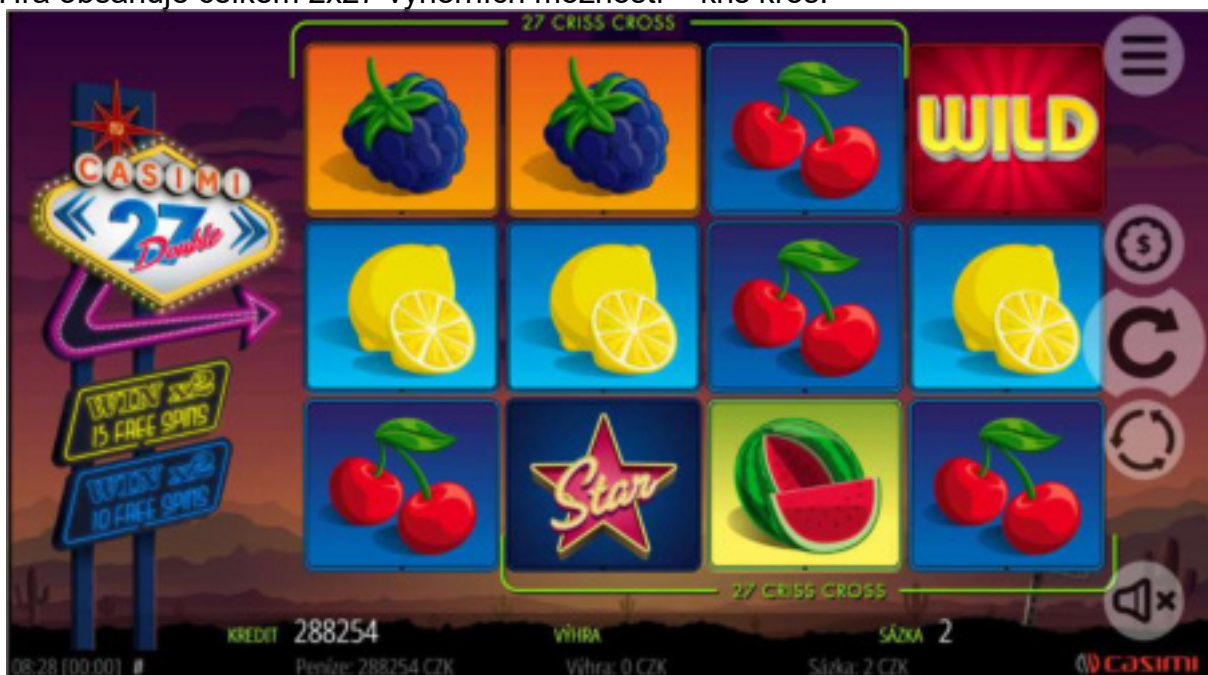 Hra obsahuje celkem 2x27 výherních možností – kříž kros.
27 CRISS CROSS
WILD
CASIMI
27
Double
WIN x2
15 FREE SPINS
WIN x2
10 FREE SPINS
Star
27 CRISS CROSS
KREDIT 288254 VÝHRA SÁZKA 2
08:28 [00:00] Peníze: 288254 CZK Výhra: 0 CZK Sázka: 2 CZK casimi